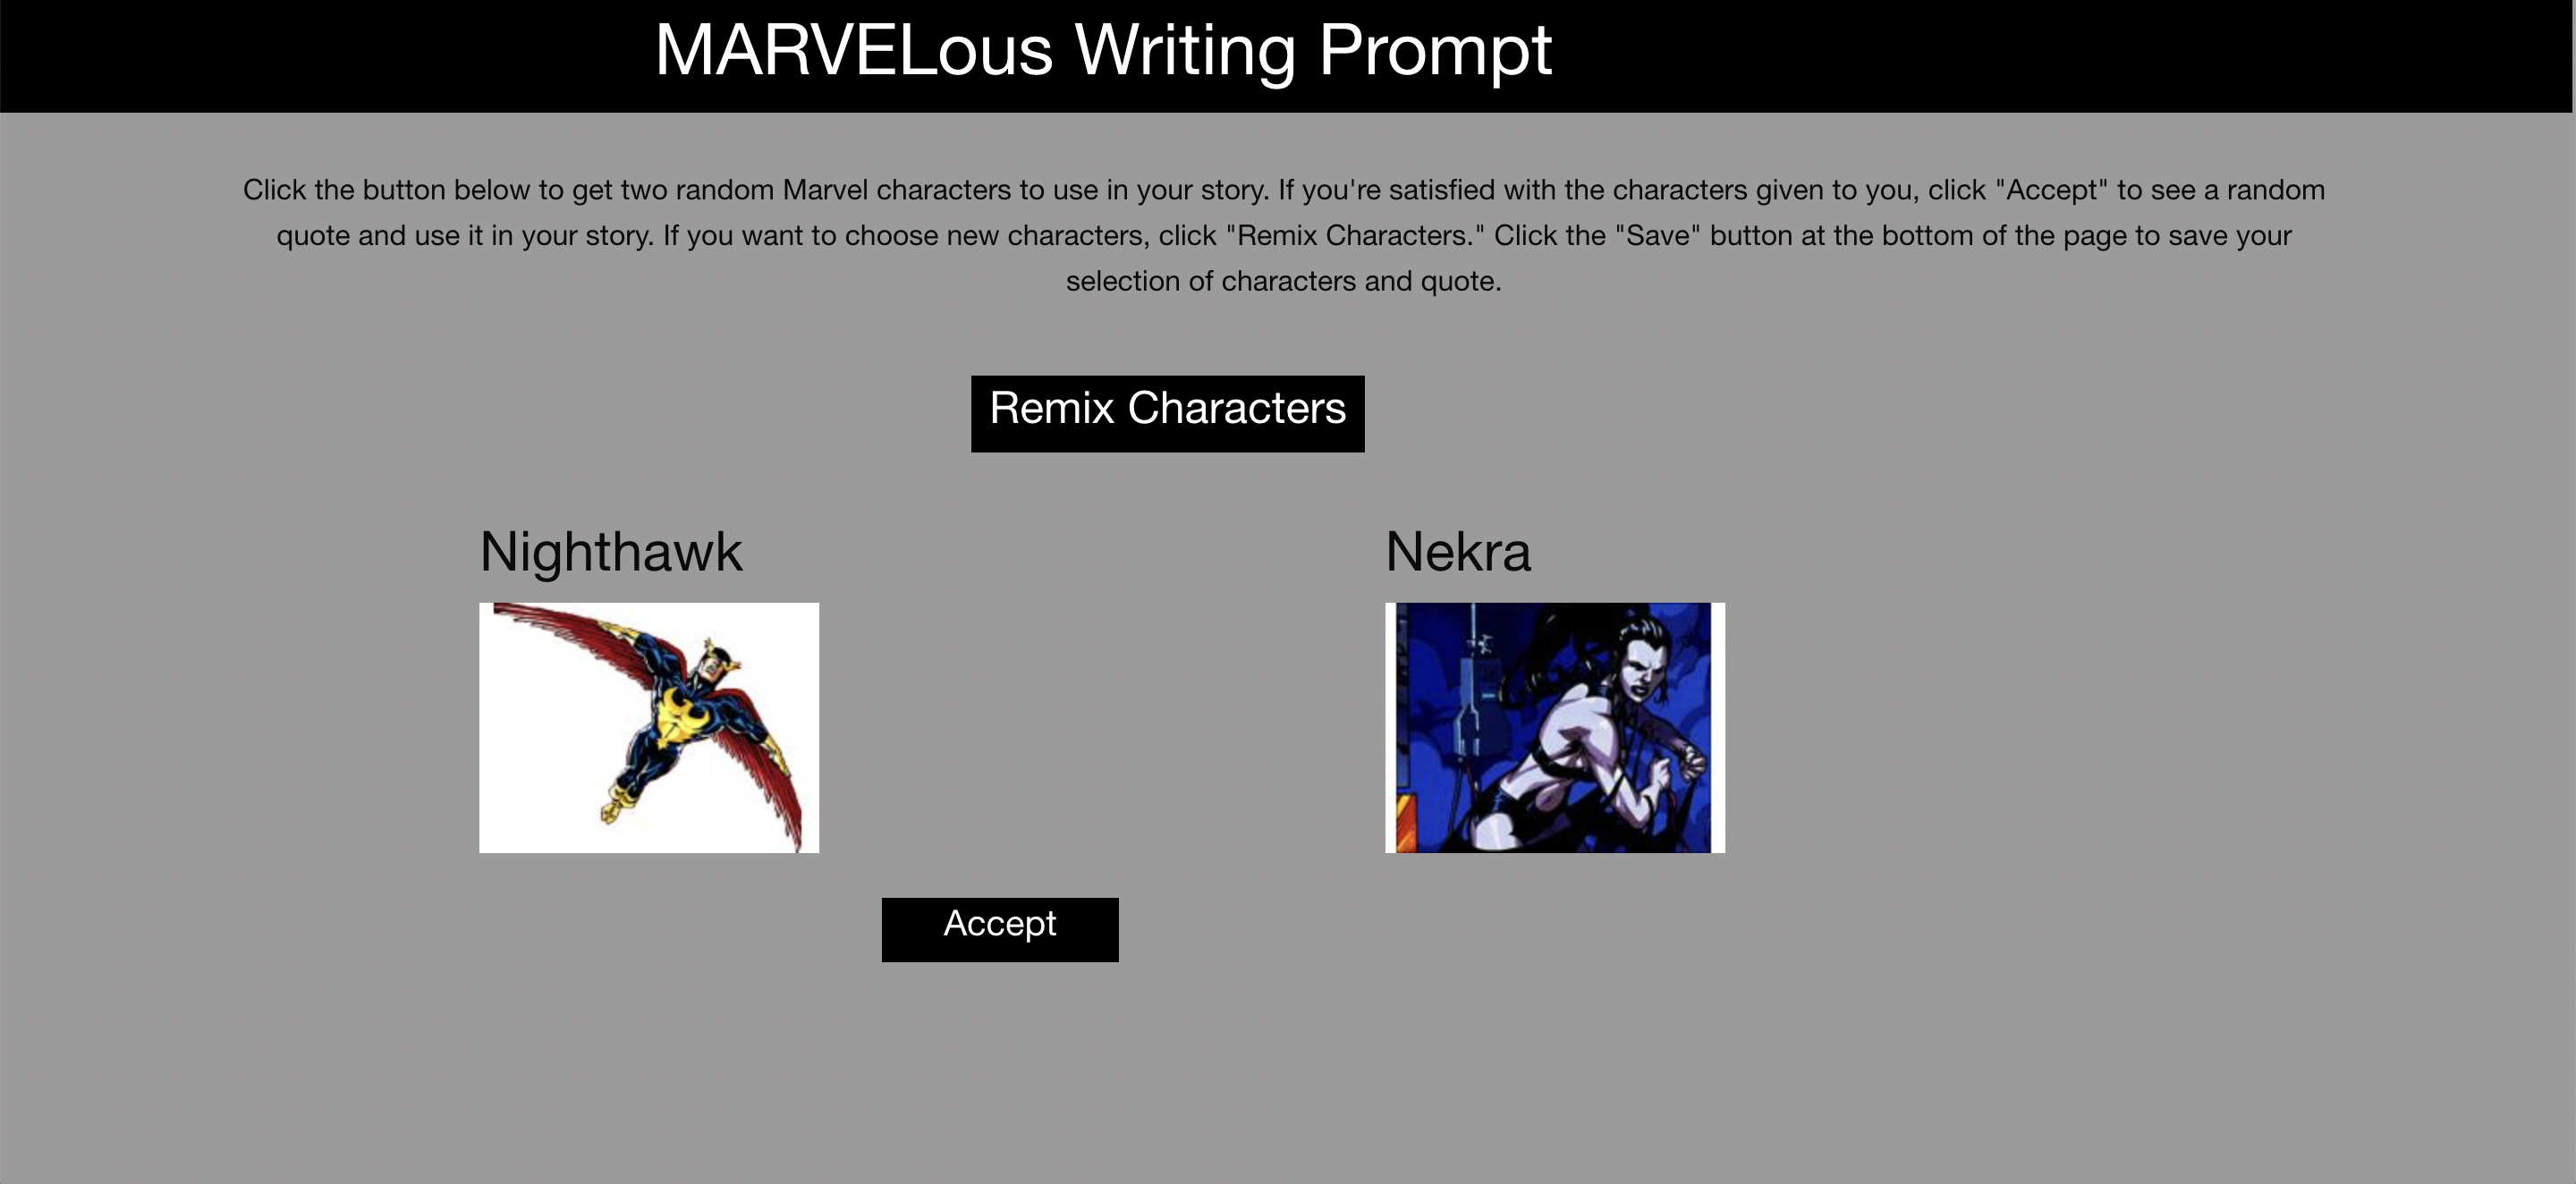 MARVELous Writing Prompt
Click the button below to get two random Marvel characters to use in your story. If you're satisfied with the characters given to you, click "Accept" to see a random
quote and use it in your story. If you want to choose new characters, click "Remix Characters." Click the "Save" button at the bottom of the page to save your
selection of characters and quote.
Remix Characters
Nighthawk
Nekra
Accept